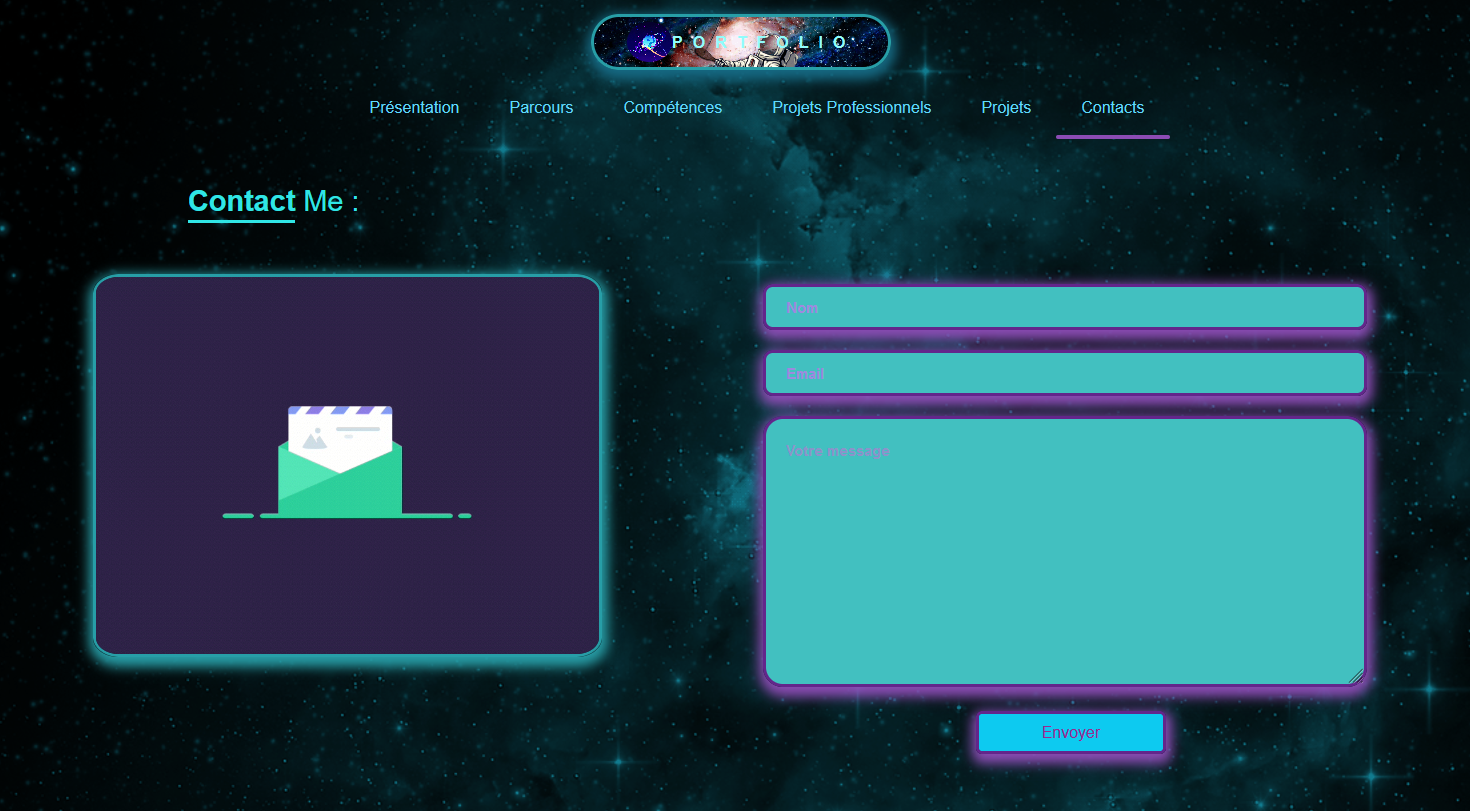 PORTFOLIO
Présentation Parcours Compétences Projets Professionnels Projets Contacts
Contact Me :
Nom
Email
Votre message
Envoyer